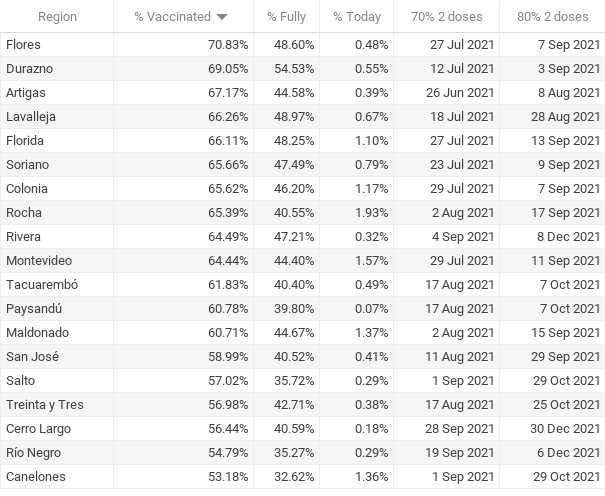 Region % Vaccinated % Fully % Today 70% 2 doses 80% 2 doses
Flores 70.83% 48.60% 0.48% 27 Jul 2021 7 Sep 2021
Durazno 69.05% 54.53% 0.55% 12 Jul 2021 3 Sep 2021
Artigas 67.17% 44.58% 0.39% 26 Jun 2021 8 Aug 2021
Lavalleja 66.26% 48.97% 0.67% 18 Jul 2021 28 Aug 2021
Florida 66.11% 48.25% 1.10% 27 Jul 2021 13 Sep 2021
Soriano 65.66% 47.49% 0.79% 23 Jul 2021 9 Sep 2021
Colonia 65.62% 46.20% 1.17% 29 Jul 2021 7 Sep 2021
Rocha 65.39% 40.55% 1.93% 2 Aug 2021 17 Sep 2021
Rivera 64.49% 47.21% 0.32% 4 Sep 2021 8 Dec 2021
Montevideo 64.44% 44.40% 1.57% 29 Jul 2021 11 Sep 2021
Tacuarembó 61.83% 40.40% 0.49% 17 Aug 2021 7 Oct 2021
Paysandú 60.78% 39.80% 0.07% 17 Aug 2021 7 Oct 2021
Maldonado 60.71% 44.67% 1.37% 2 Aug 2021 15 Sep 2021
San José 58.99% 40.52% 0.41% 11 Aug 2021 29 Sep 2021
Salto 57.02% 35.72% 0.29% 1 Sep 2021 29 Oct 2021
Treinta y Tres 56.98% 42.71% 0.38% 17 Aug 2021 25 Oct 2021
Cerro Largo 56.44% 40.59% 0.18% 28 Sep 2021 30 Dec 2021
Río Negro 54.79% 35.27% 0.29% 19 Sep 2021 6 Dec 2021
Canelones 53.18% 32.62% 1.36% 1 Sep 2021 29 Oct 2021